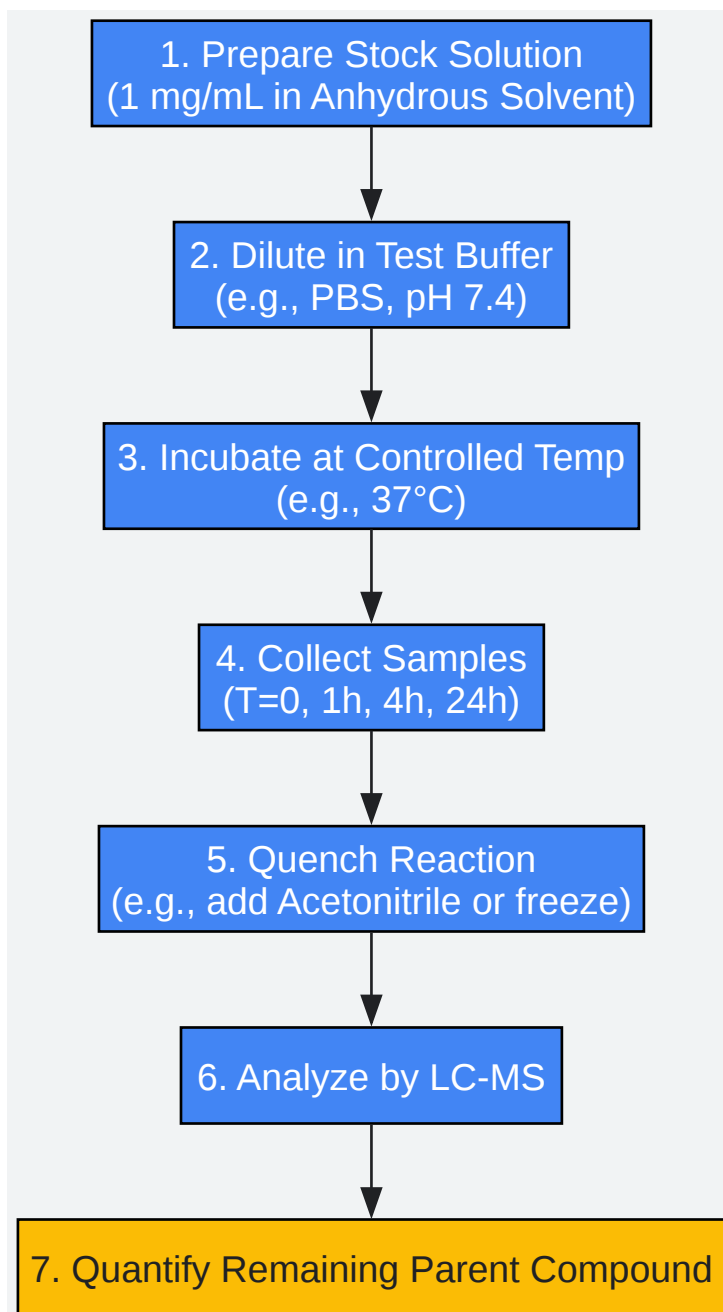 1. Prepare Stock Solution
(1 mg/mL in Anhydrous Solvent)
2. Dilute in Test Buffer
(e.g., PBS, pH 7.4)
3. Incubate at Controlled Temp
(e.g., 37°C)
4. Collect Samples
(T=0, 1h, 4h, 24h)
5. Quench Reaction
(e.g., add Acetonitrile or freeze)
6. Analyze by LC-MS
7. Quantify Remaining Parent Compound